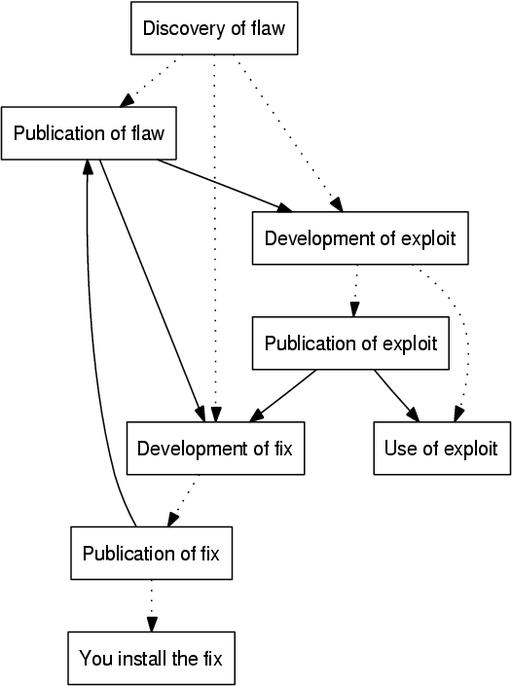 Discovery of flaw
Publication of flaw
Development of exploit
Publication of exploit
Development of fix
Use of exploit
Publication of fix
You install the fix